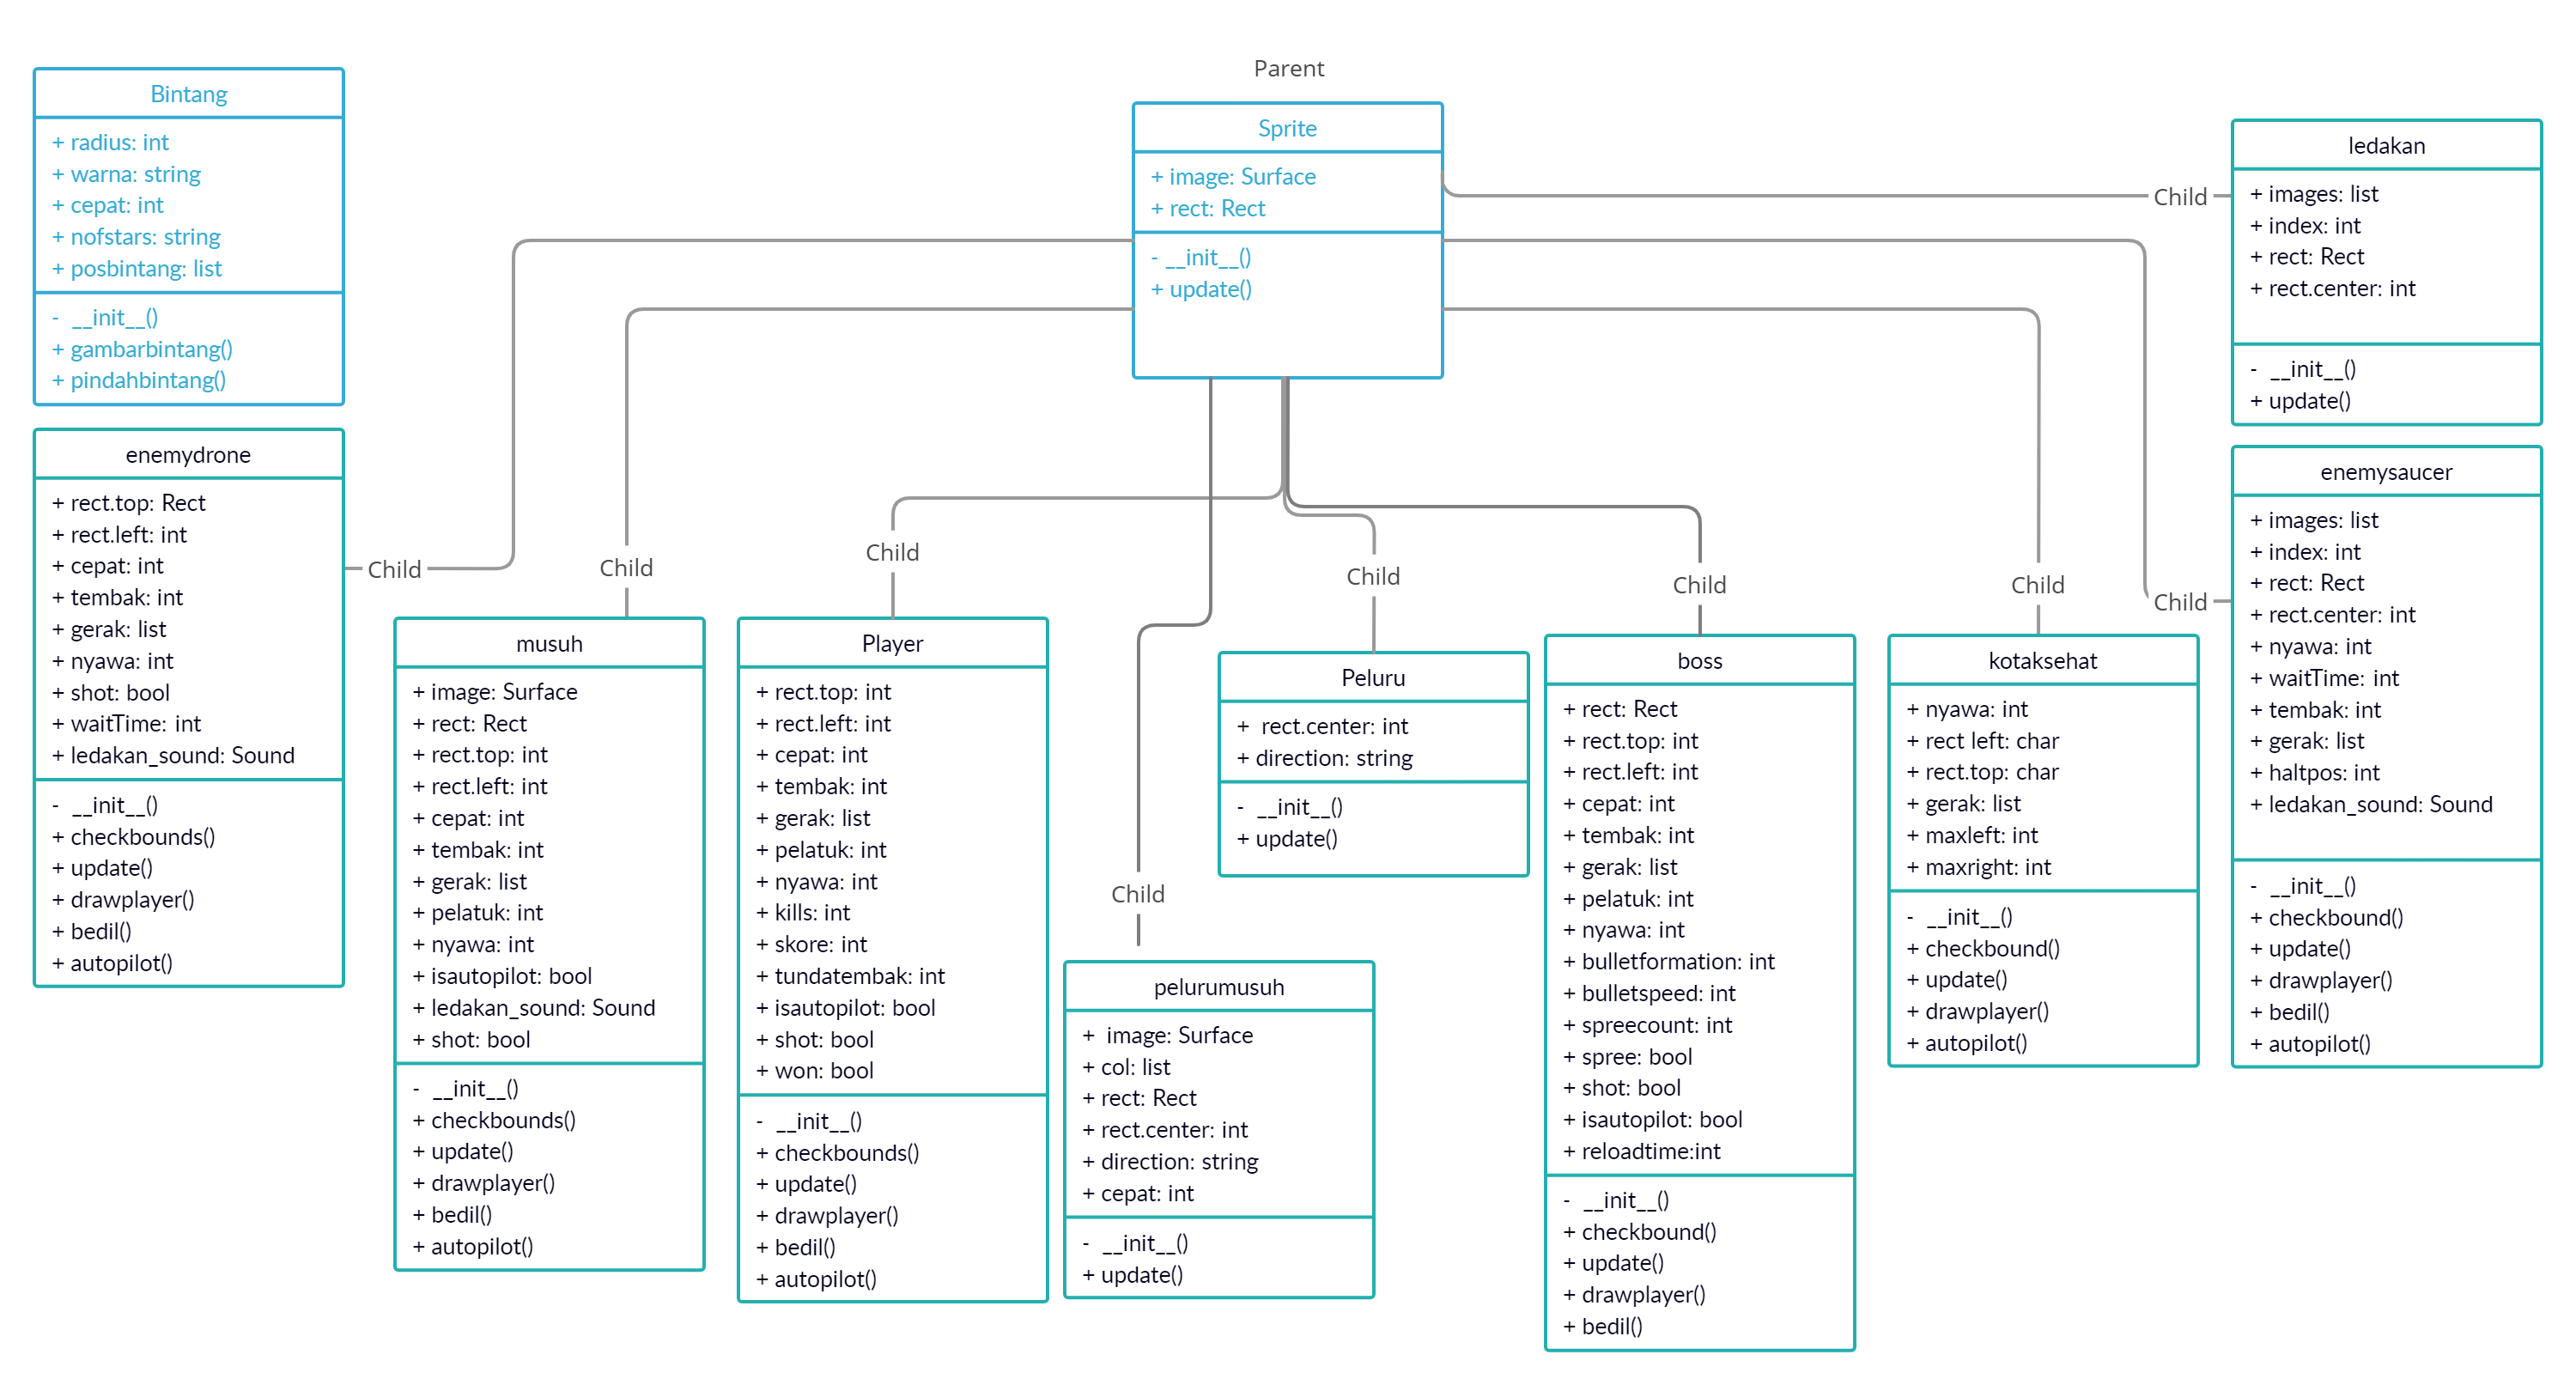 Parent
Bintang
+ radius: int
+ warna: string
+ cepat: int
+ nofstars: string
+ posbintang: list
- __init__()
+ gambarbintang()
+ pindahbintang()
Sprite
+ image: Surface
+ rect: Rect
- __init__()
+ update()
ledakan
+ images: list
+ index: int
+ rect: Rect
+ rect.center: int
- __init__()
+ update()
Child
enemydrone
+ rect.top: Rect
+ rect.left: int
+ cepat: int
+ tembak: int
+ gerak: list
+ nyawa: int
+ shot: bool
+ waitTime: int
+ ledakan_sound: Sound
- __init__()
+ checkbounds()
+ update()
+ drawplayer()
+ bedil()
+ autopilot()
Child
Child
musuh
+ image: Surface
+ rect: Rect
+ rect.top: int
+ rect.left: int
+ cepat: int
+ tembak: int
+ gerak: list
+ pelatuk: int
+ nyawa: int
+ isautopilot: bool
+ ledakan_sound: Sound
+ shot: bool
- __init__()
+ checkbounds()
+ update()
+ drawplayer()
+ bedil()
+ autopilot()
Child
Player
+ rect.top: int
+ rect.left: int
+ cepat: int
+ tembak: int
+ gerak: list
+ pelatuk: int
+ nyawa: int
+ kills: int
+ skore: int
+ tundatembak: int
+ isautopilot: bool
+ shot: bool
+ won: bool
- __init__()
+ checkbounds()
+ update()
+ drawplayer()
+ bedil()
+ autopilot()
Child
pelurumusuh
+ image: Surface
+ col: list
+ rect: Rect
+ rect.center: int
+ direction: string
+ cepat: int
- __init__()
+ update()
Child
Peluru
+ rect.center: int
+ direction: string
- __init__()
+ update()
Child
boss
+ rect: Rect
+ rect.top: int
+ rect.left: int
+ cepat: int
+ tembak: int
+ gerak: list
+ pelatuk: int
+ nyawa: int
+ bulletformation: int
+ bulletspeed: int
+ spreecount: int
+ spree: bool
+ shot: bool
+ isautopilot: bool
+ reloadtime:int
- __init__()
+ checkbound()
+ update()
+ drawplayer()
+ bedil()
Child
kotaksehat
+ nyawa: int
+ rect left: char
+ rect.top: char
+ gerak: list
+ maxleft: int
+ maxright: int
- __init__()
+ checkbound()
+ update()
+ drawplayer()
+ autopilot()
Child
enemysaucer
+ images: list
+ index: int
+ rect: Rect
+ rect.center: int
+ nyawa: int
+ waitTime: int
+ tembak: int
+ gerak: list
+ haltpos: int
+ ledakan_sound: Sound
- __init__()
+ checkbound()
+ update()
+ drawplayer()
+ bedil()
+ autopilot()